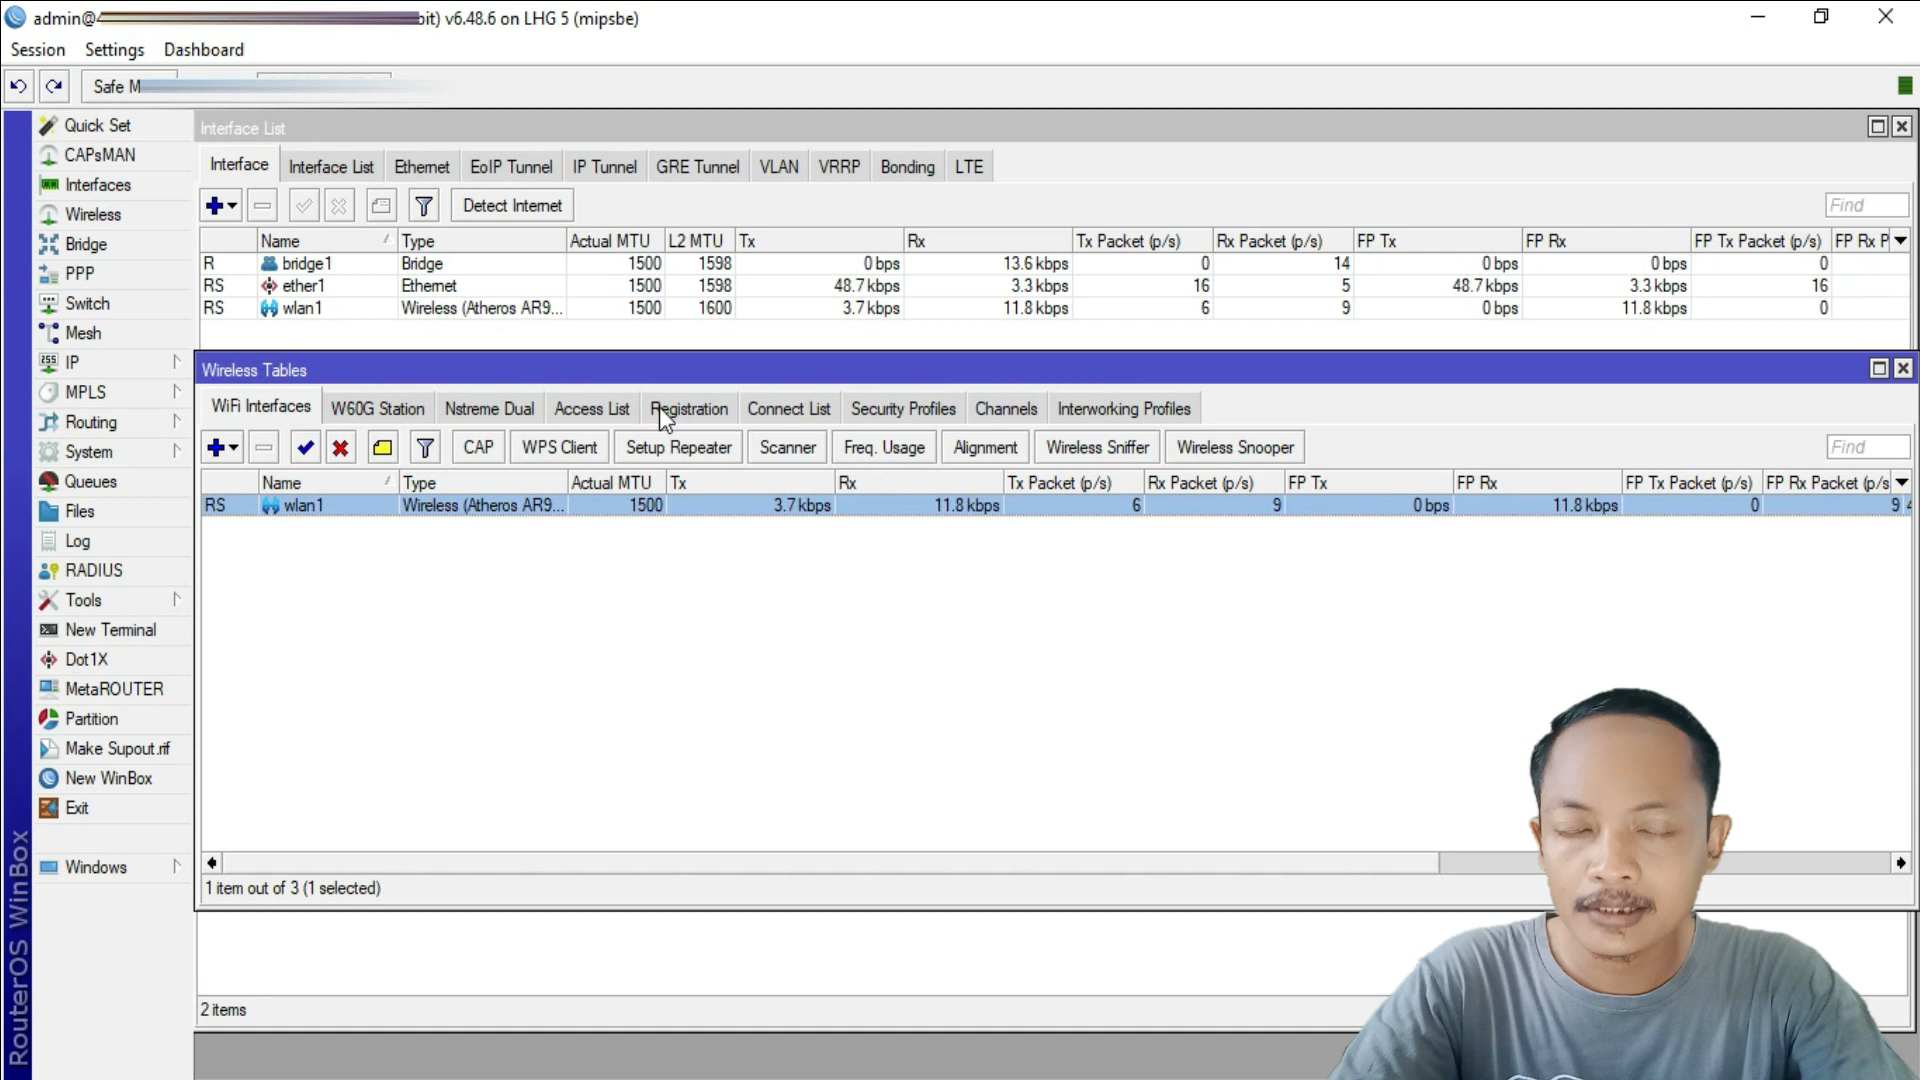 admin@ bit) v6.48.6 on LHG 5 (mipsbe)
Session Settings Dashboard
Safe M
Quick Set
CAPsMAN
Interfaces
Wireless
Bridge
PPP
Switch
Mesh
IP
MPLS
Routing
System
Queues
Files
Log
RADIUS
Tools
New Terminal
Dot1X
MetaROUTER
Partition
Make Supout.rif
New WinBox
Exit
Windows
RouterOS WinBox
Interface List
Interface Interface List Ethernet EoIP Tunnel IP Tunnel GRE Tunnel VLAN VRRP Bonding LTE
Detect Internet Find
Name Type Actual MTU L2 MTU Tx Rx Tx Packet (p/s) Rx Packet (p/s) FP Tx FP Rx FP Tx Packet (p/s) FP Rx P
R bridge1 Bridge 1500 1598 0 bps 13.6 kbps 0 14 0 bps 0 bps 0
RS ether1 Ethernet 1500 1598 48.7 kbps 3.3 kbps 16 5 48.7 kbps 3.3 kbps 16
RS wlan1 Wireless (Atheros AR9... 1500 1600 3.7 kbps 11.8 kbps 6 9 0 bps 11.8 kbps 0
Wireless Tables
WiFi Interfaces W60G Station Nstreme Dual Access List Registration Connect List Security Profiles Channels Interworking Profiles
CAP WPS Client Setup Repeater Scanner Freq. Usage Alignment Wireless Sniffer Wireless Snooper Find
Name Type Actual MTU Tx Rx Tx Packet (p/s) Rx Packet (p/s) FP Tx FP Rx FP Tx Packet (p/s) FP Rx Packet (p/s
RS wlan1 Wireless (Atheros AR9... 1500 3.7 kbps 11.8 kbps 6 9 0 bps 11.8 kbps 0 9
1 item out of 3 (1 selected)
2 items